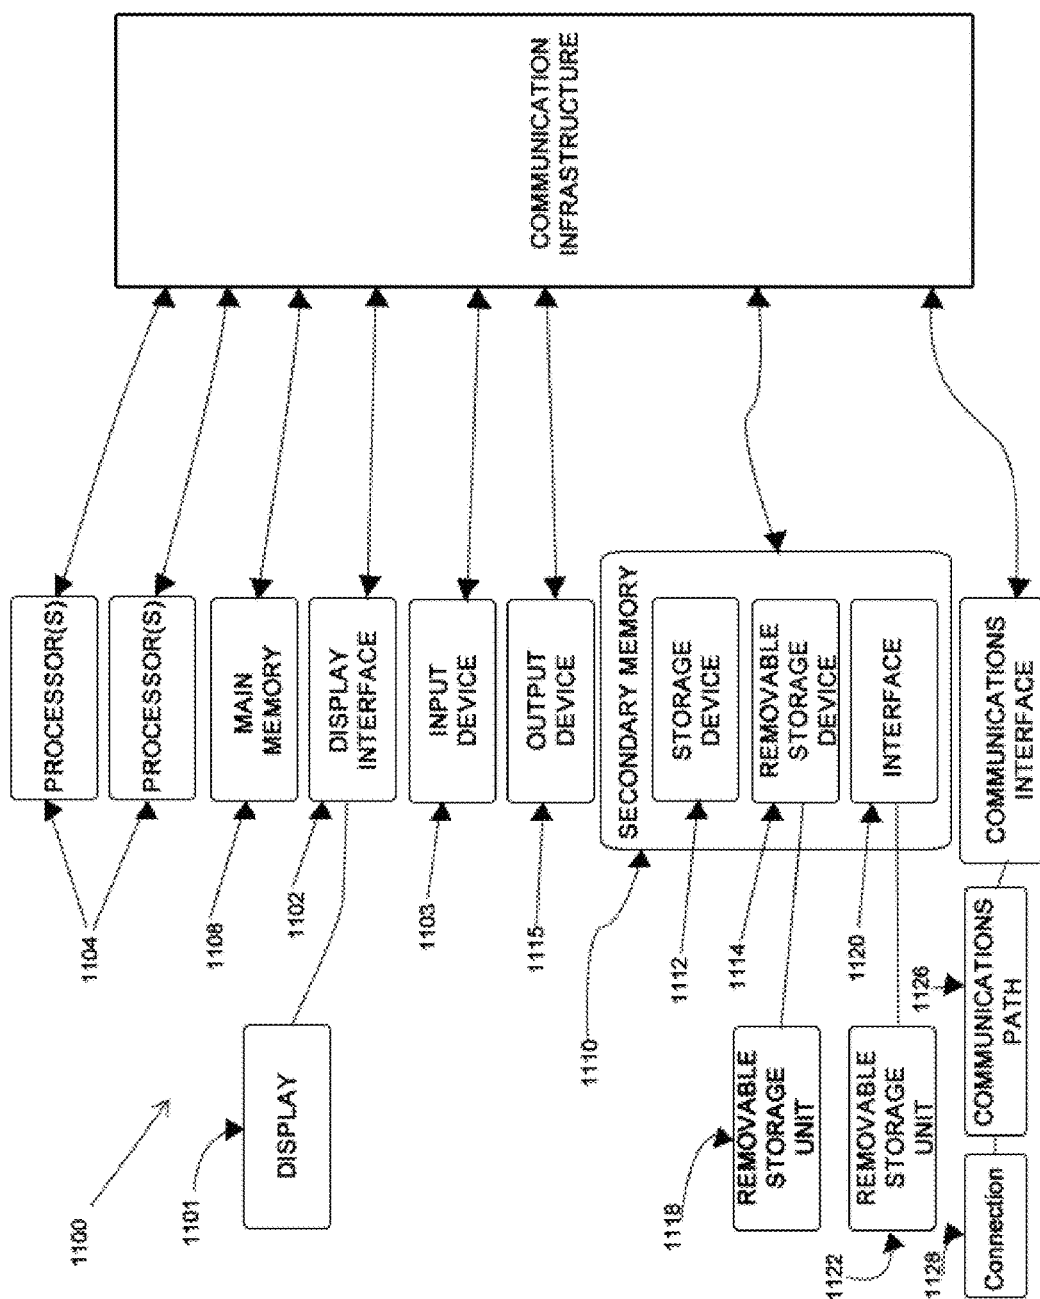 1100
1101
DISPLAY
1104
PROCESSOR(S)
PROCESSOR(S)
1108
MAIN
MEMORY
1102
DISPLAY
INTERFACE
1103
INPUT
DEVICE
1115
OUTPUT
DEVICE
1110
SECONDARY MEMORY
1112
STORAGE
DEVICE
1114
REMOVABLE
STORAGE
DEVICE
1118
REMOVABLE
STORAGE
UNIT
1120
INTERFACE
1122
REMOVABLE
STORAGE
UNIT
1126
COMMUNICATIONS
PATH
1128
Connection
COMMUNICATIONS
INTERFACE
COMMUNICATION
INFRASTRUCTURE